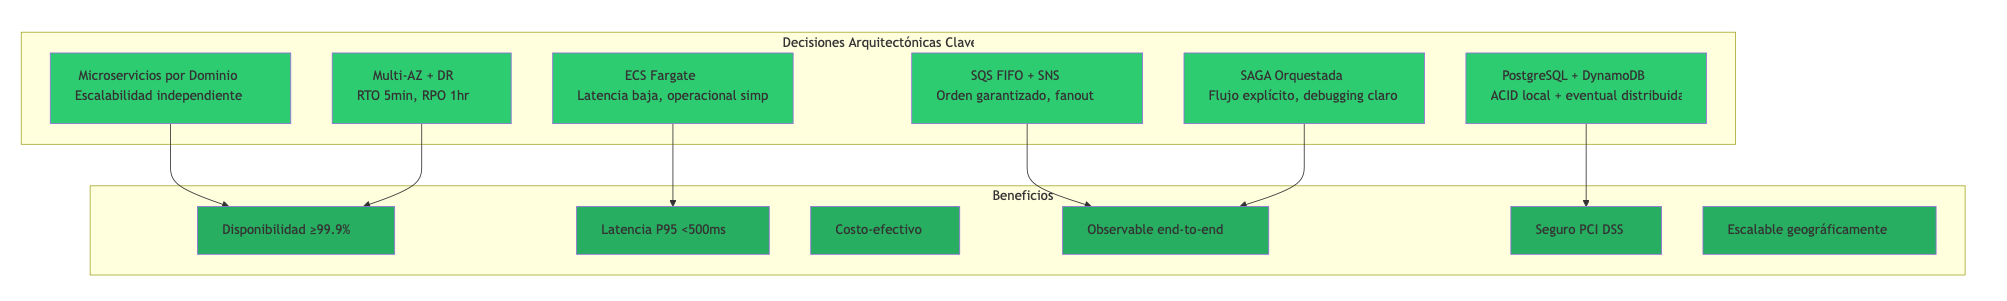 Decisiones Arquitectónicas Clave
Microservicios por Dominio
Escalabilidad independiente
Multi-AZ + DR
RTO 5min, RPO 1hr
ECS Fargate
Latencia baja, operacional simp
SQS FIFO + SNS
Orden garantizado, fanout
SAGA Orquestada
Flujo explícito, debugging claro
PostgreSQL + DynamoDB
ACID local + eventual distribuida
Beneficios
Disponibilidad ≥99.9%
Latencia P95 <500ms
Costo-efectivo
Observable end-to-end
Seguro PCI DSS
Escalable geográficamente